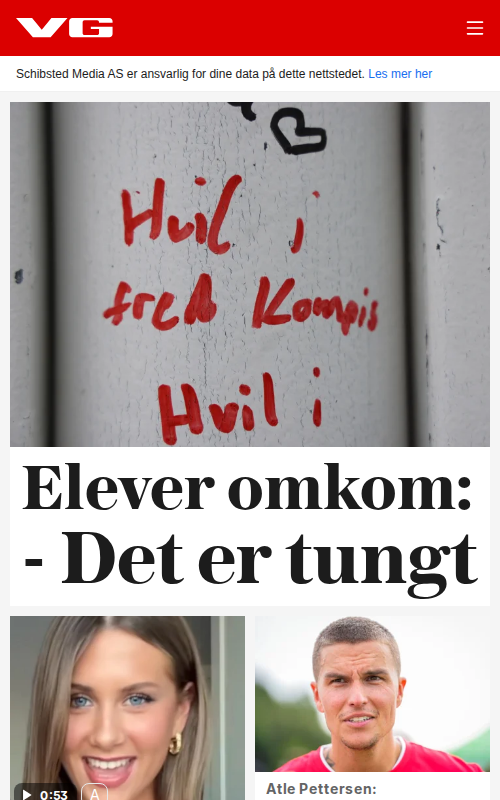 VG
Schibsted Media AS er ansvarlig for dine data på dette nettstedet. Les mer her
Hvil i
fred Kompis
Hvil i
Elever omkom:
- Det er tungt
0:53 A
Atle Pettersen: